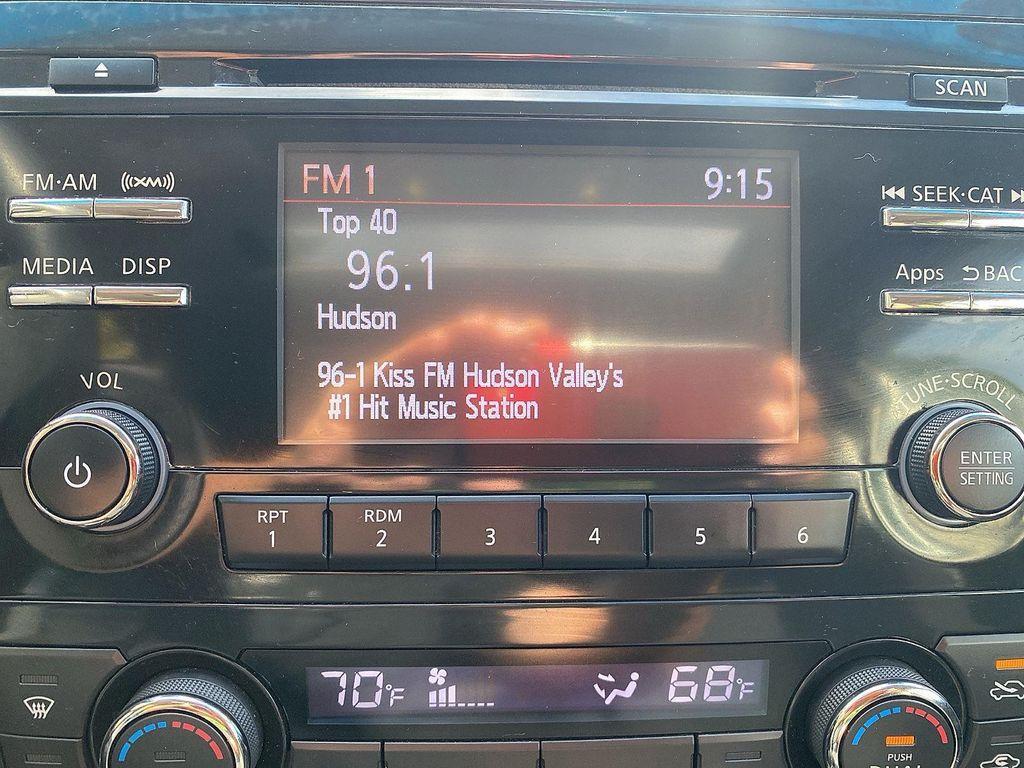 SCAN
FM·AM (((XM)))
SEEK·CAT
FM 1 9:15
Top 40
96.1
Hudson
96-1 Kiss FM Hudson Valley's
#1 Hit Music Station
MEDIA DISP
Apps BAC
VOL
TUNE·SCROLL
ENTER
SETTING
RPT
1
RDM
2
3
4
5
6
70°F
68°F
PUSH